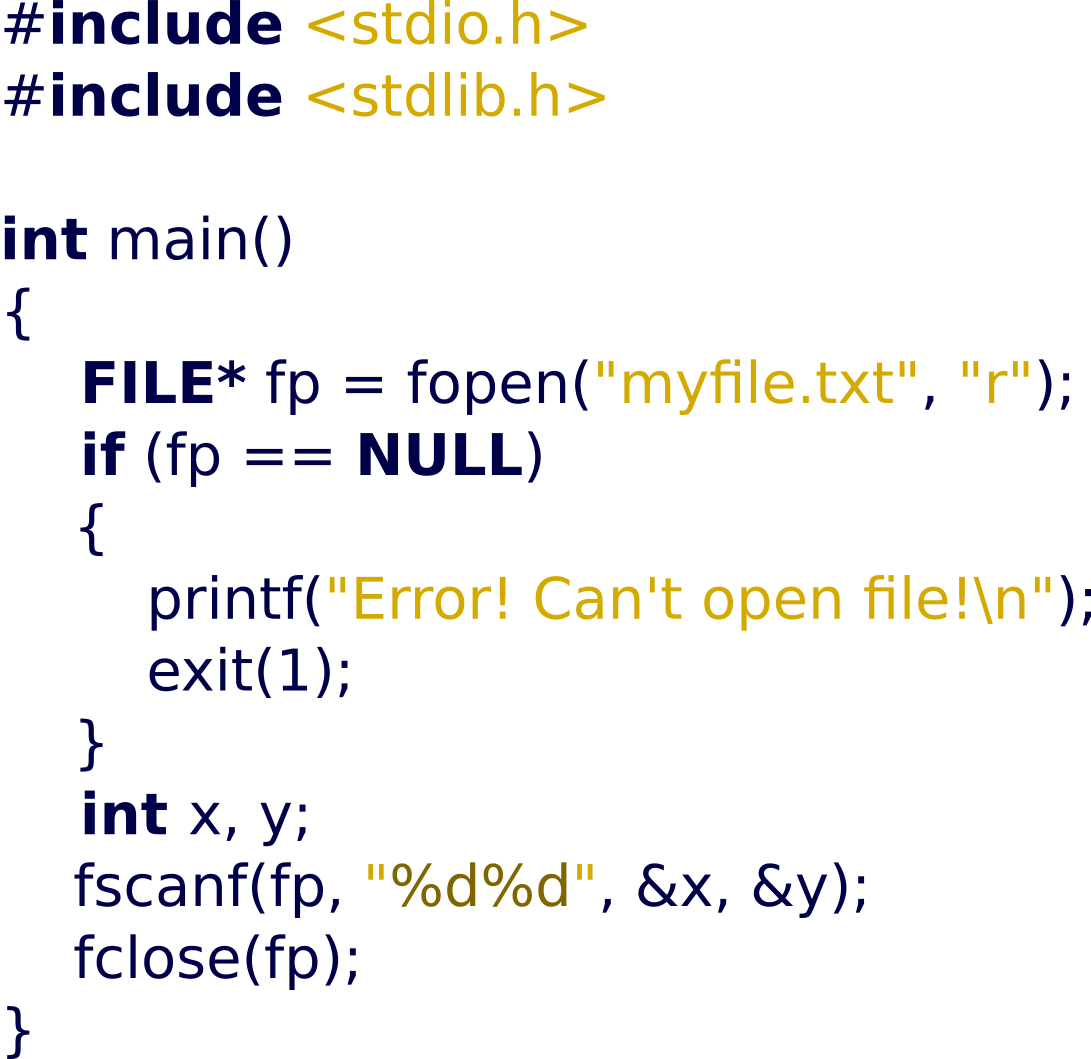 #include <stdio.h>
#include <stdlib.h>

int main()
{
    FILE* fp = fopen("myfile.txt", "r");
    if (fp == NULL)
    {
        printf("Error! Can't open file!\n");
        exit(1);
    }
    int x, y;
    fscanf(fp, "%d%d", &x, &y);
    fclose(fp);
}